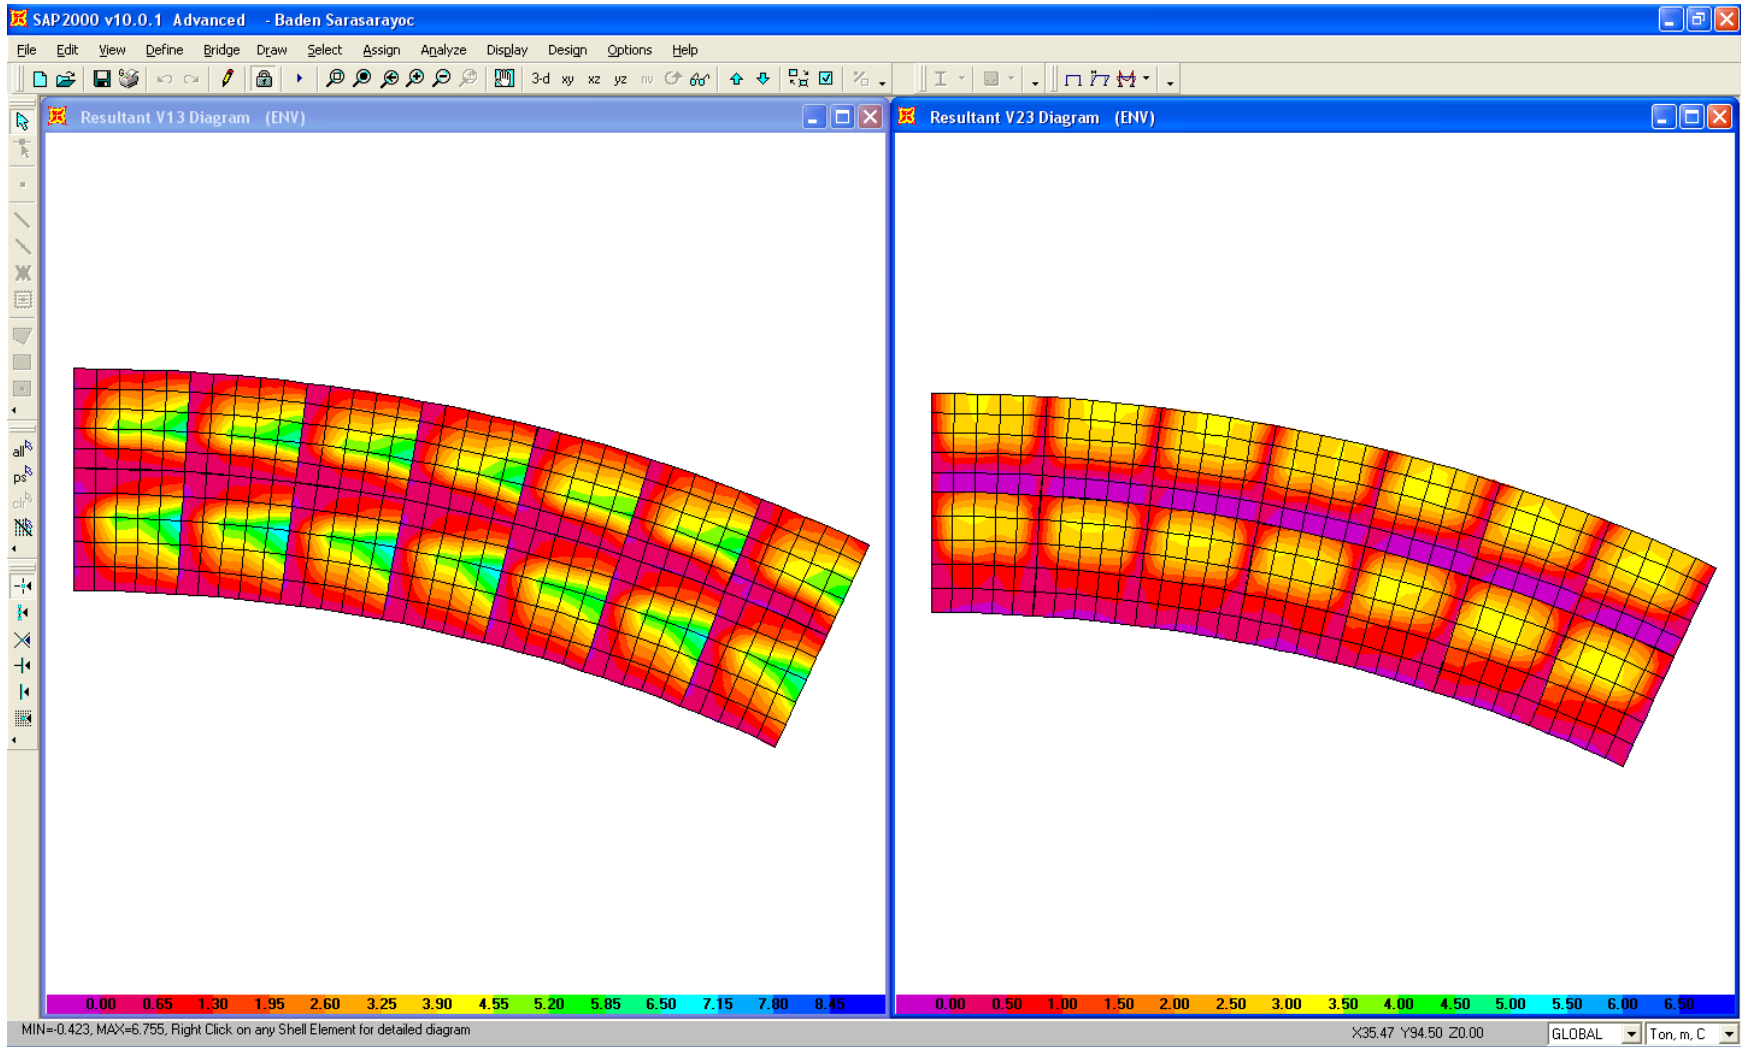 SAP2000 v10.0.1 Advanced - Baden Sarasarayoc
File Edit View Define Bridge Draw Select Assign Analyze Display Design Options Help
3-d xy xz yz nv
all
ps
clr
Resultant V13 Diagram (ENV)
0.00 0.65 1.30 1.95 2.60 3.25 3.90 4.55 5.20 5.85 6.50 7.15 7.80 8.45
Resultant V23 Diagram (ENV)
0.00 0.50 1.00 1.50 2.00 2.50 3.00 3.50 4.00 4.50 5.00 5.50 6.00 6.50
MIN=-0.423, MAX=6.755, Right Click on any Shell Element for detailed diagram
X35.47 Y94.50 Z0.00
GLOBAL
Ton, m, C